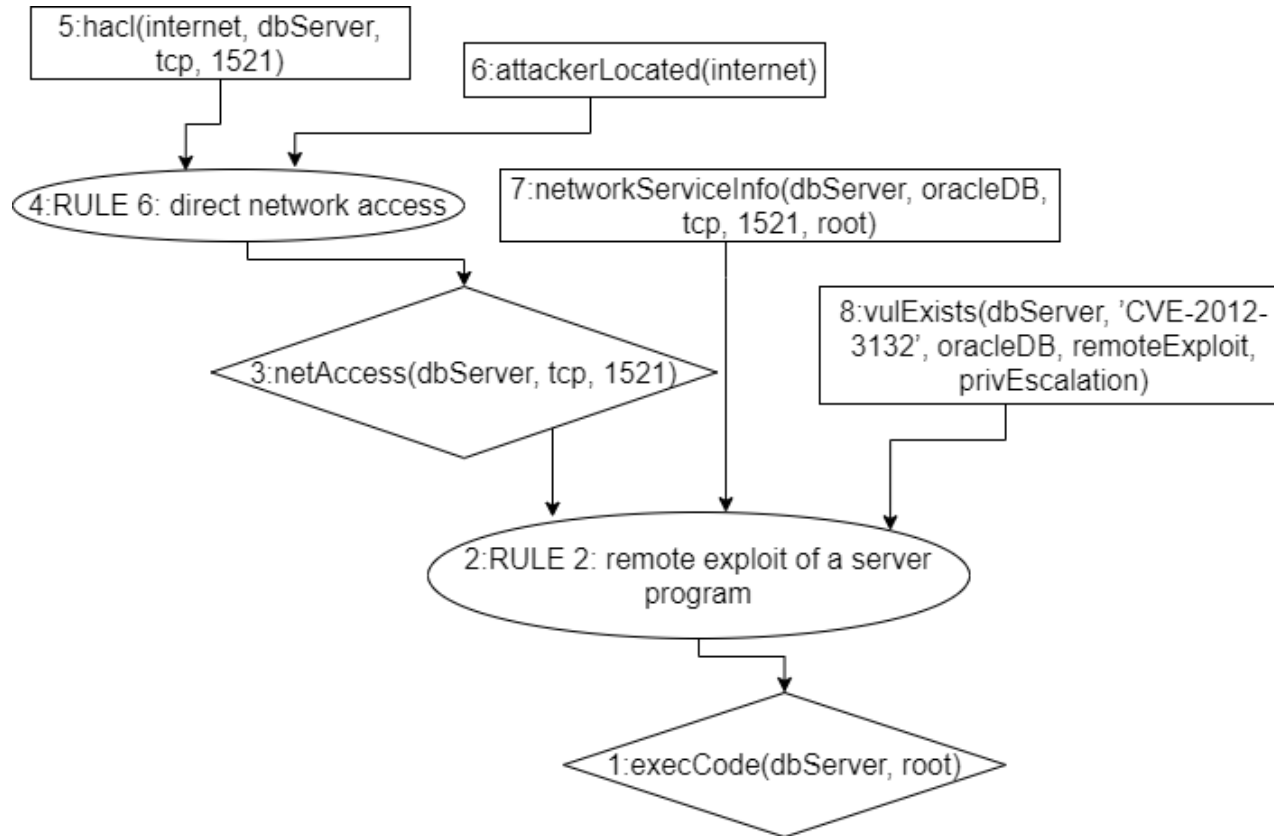 5:hacl(internet, dbServer,
tcp, 1521)
6:attackerLocated(internet)
4:RULE 6: direct network access
7:networkServiceInfo(dbServer, oracleDB,
tcp, 1521, root)
8:vulExists(dbServer, ’CVE-2012-
3132’, oracleDB, remoteExploit,
privEscalation)
3:netAccess(dbServer, tcp, 1521)
2:RULE 2: remote exploit of a server
program
1:execCode(dbServer, root)